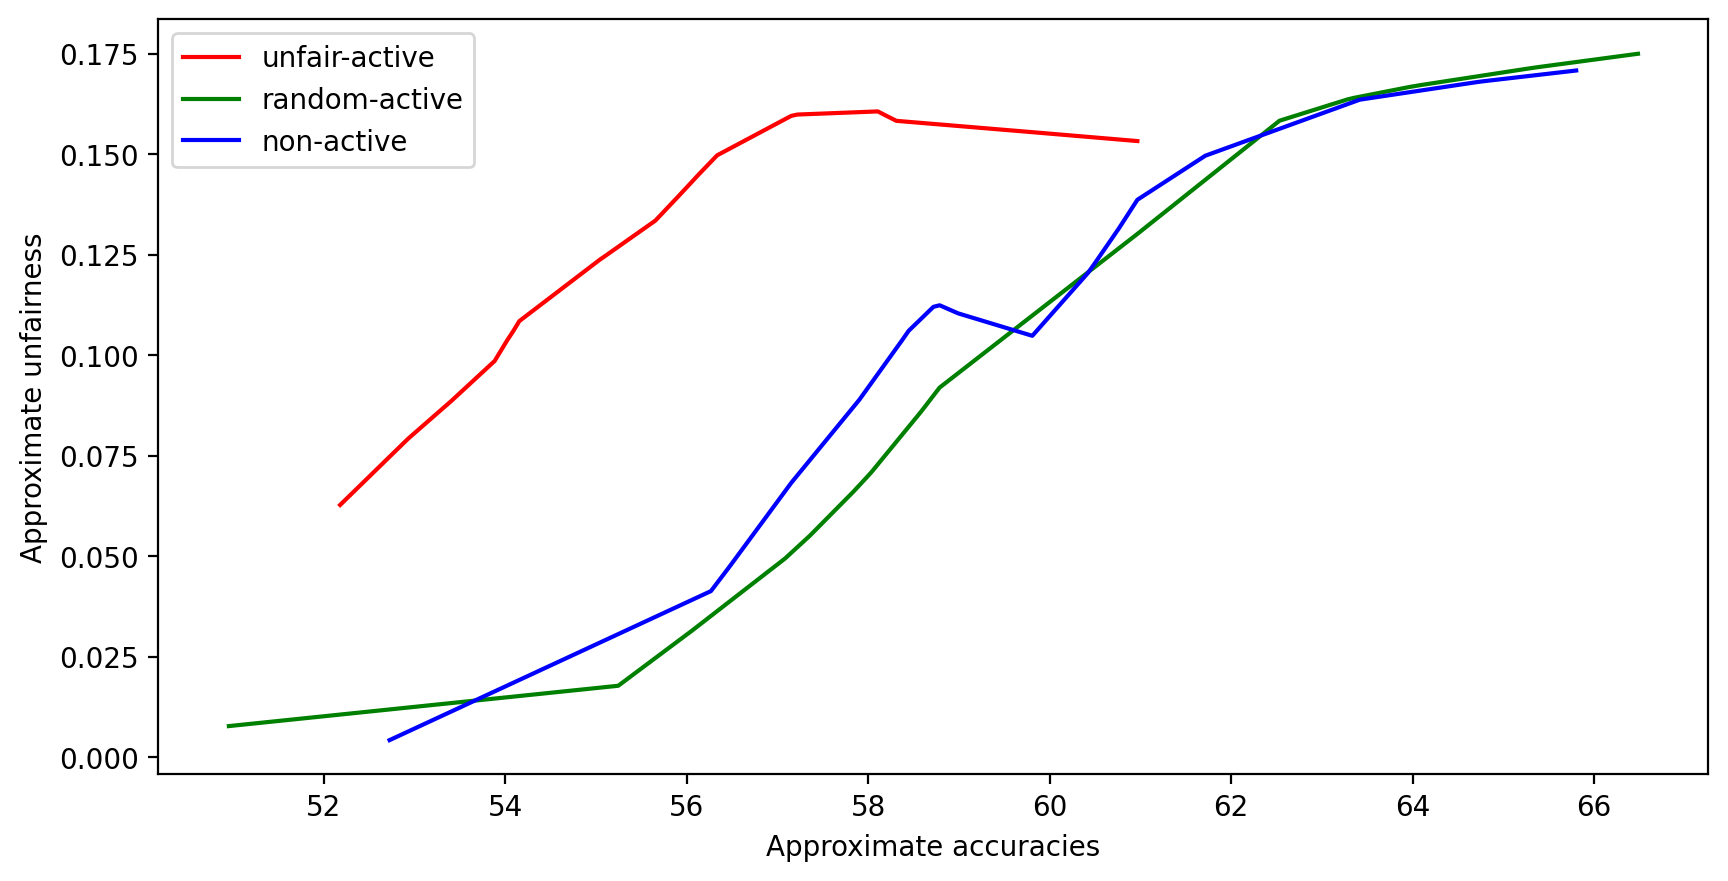 unfair-active
random-active
non-active
Approximate unfairness
0.175
0.150
0.125
0.100
0.075
0.050
0.025
0.000
52 54 56 58 60 62 64 66
Approximate accuracies